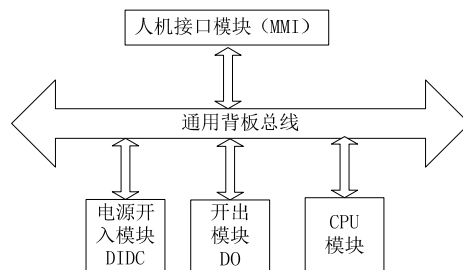 人机接口模块（MMI）
通用背板总线
电源开
入模块
DIDC
开出
模块
DO
CPU
模块